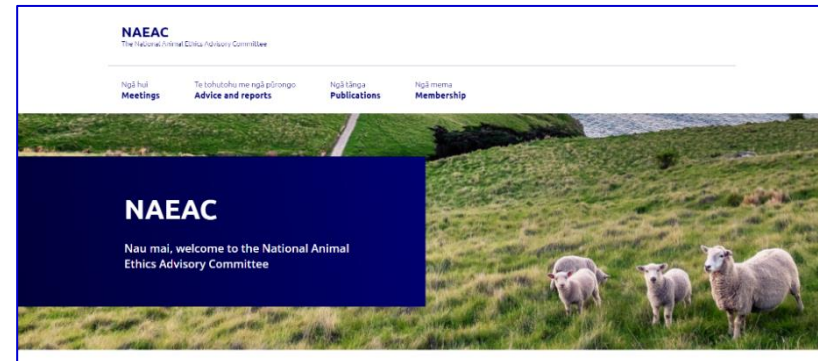 NAEAC
The National Animal Ethics Advisory Committee
Ngā hui
Meetings
Te tohutohu me ngā pūrongo
Advice and reports
Ngā tānga
Publications
Ngā mema
Membership
NAEAC
Nau mai, welcome to the National Animal
Ethics Advisory Committee